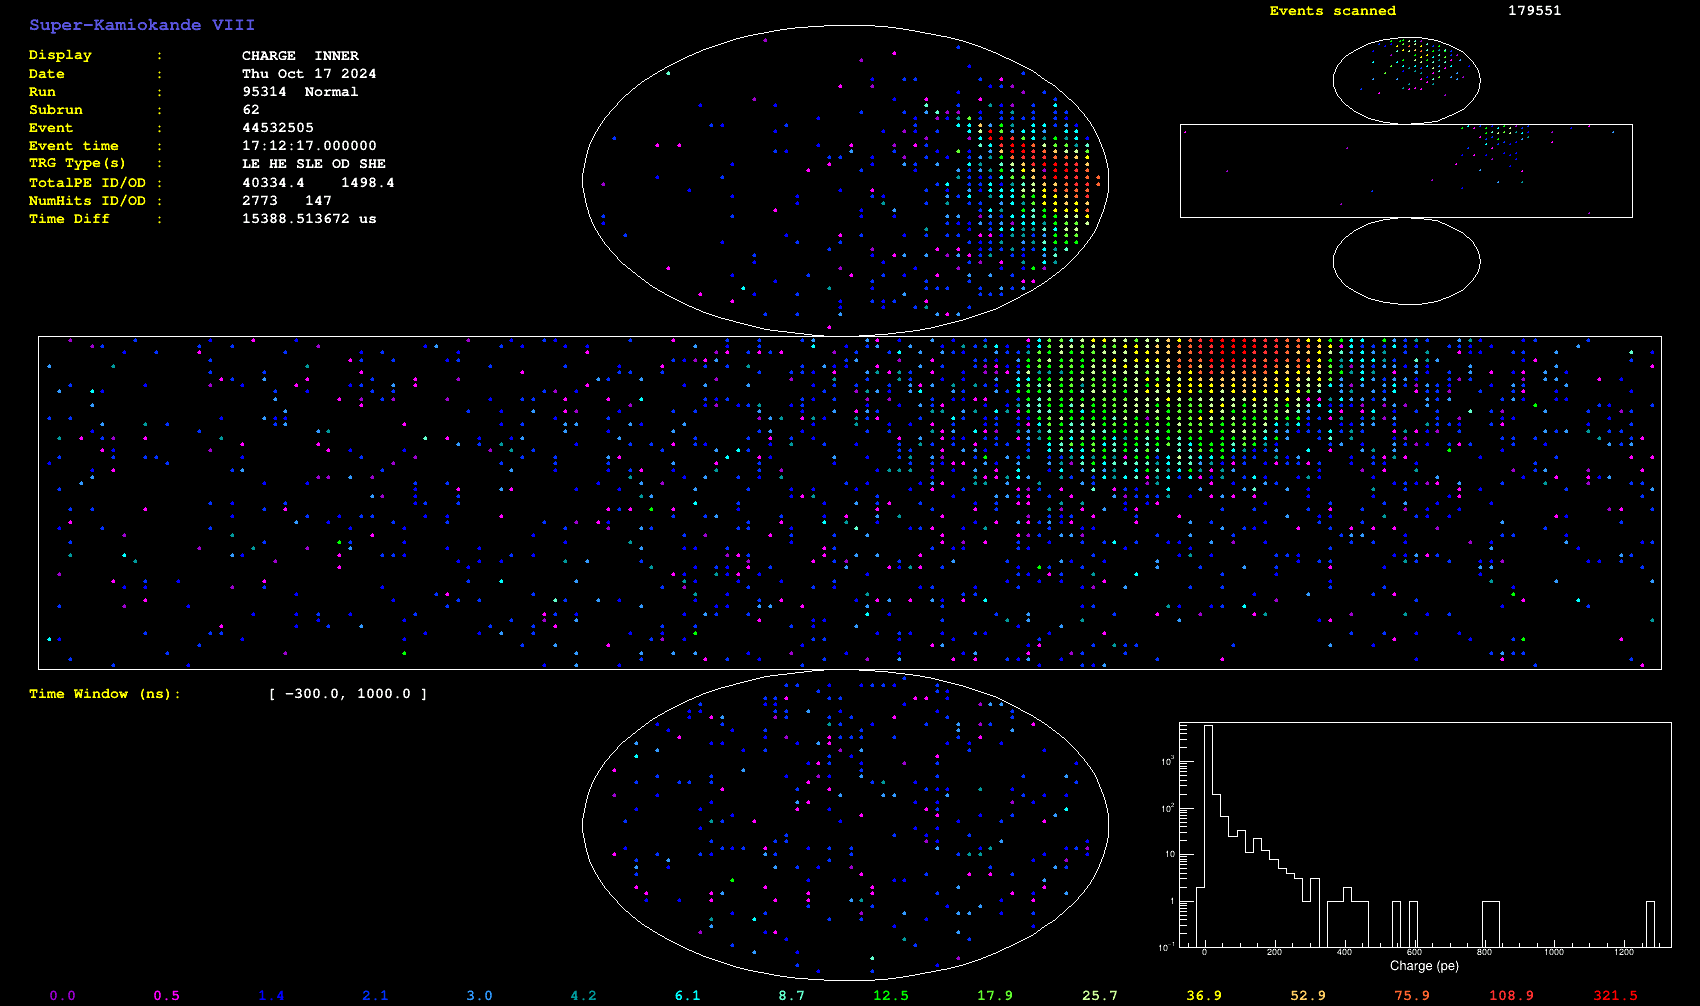 Super-Kamiokande VIII
Events scanned 179551
Display : CHARGE INNER
Date : Thu Oct 17 2024
Run : 95314 Normal
Subrun : 62
Event : 44532505
Event time : 17:12:17.000000
TRG Type(s) : LE HE SLE OD SHE
TotalPE ID/OD : 40334.4 1498.4
NumHits ID/OD : 2773 147
Time Diff : 15388.513672 us
Time Window (ns): [ -300.0, 1000.0 ]
10^3
10^2
10
1
10^-1
0 200 400 600 800 1000 1200
Charge (pe)
0.0 0.5 1.4 2.1 3.0 4.2 6.1 8.7 12.5 17.9 25.7 36.9 52.9 75.9 108.9 321.5